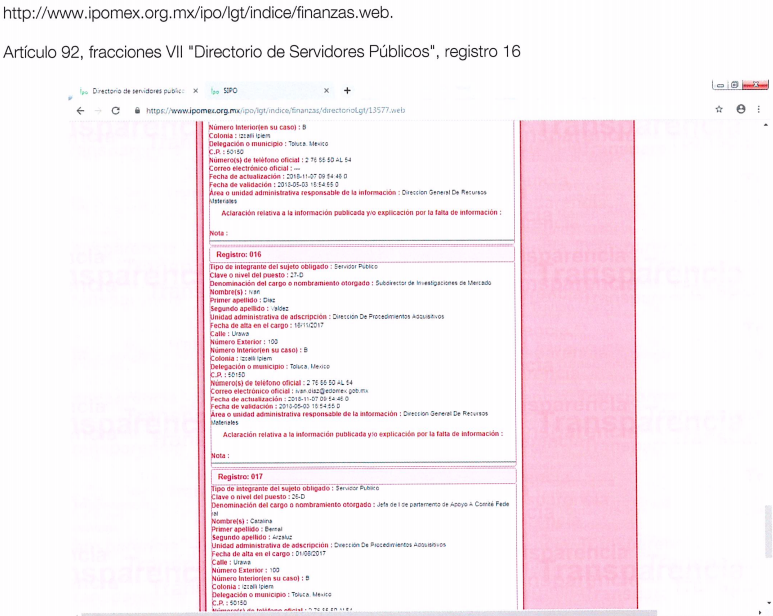 http://www.ipomex.org.mx/ipo/lgt/indice/finanzas.web.
Artículo 92, fracciones VII "Directorio de Servidores Públicos", registro 16
Directorio de servidores públic
SIPO
https://www.ipomex.org.mx/ipo/lgt/indice/finanzas/directorioLgt/13577.web
Número Interior(en su caso) : B
Colonia : Izcalli Ipiem
Delegación o municipio : Toluca, Mexico
C.P. : 50150
Número(s) de teléfono oficial : 2 76 55 50 AL 54
Correo electrónico oficial : ---
Fecha de actualización : 2018-11-07 09:54:46.0
Fecha de validación : 2018-05-03 18:54:55.0
Área o unidad administrativa responsable de la información : Dirección General De Recursos
Materiales
Aclaración relativa a la información publicada y/o explicación por la falta de información :
Nota :
Registro: 016
Tipo de integrante del sujeto obligado : Servidor Público
Clave o nivel del puesto : 27-D
Denominación del cargo o nombramiento otorgado : Subdirector de Investigaciones de Mercado
Nombre(s) : Ivan
Primer apellido : Diaz
Segundo apellido : Valdez
Unidad administrativa de adscripción : Dirección De Procedimientos Adquisitivos
Fecha de alta en el cargo : 16/11/2017
Calle : Urawa
Número Exterior : 100
Número Interior(en su caso) : B
Colonia : Izcalli Ipiem
Delegación o municipio : Toluca, Mexico
C.P. : 50150
Número(s) de teléfono oficial : 2 76 55 50 AL 54
Correo electrónico oficial : ivan.diaz@edomex.gob.mx
Fecha de actualización : 2018-11-07 09:54:46.0
Fecha de validación : 2018-05-03 18:54:55.0
Área o unidad administrativa responsable de la información : Dirección General De Recursos
Materiales
Aclaración relativa a la información publicada y/o explicación por la falta de información :
Nota :
Registro: 017
Tipo de integrante del sujeto obligado : Servidor Público
Clave o nivel del puesto : 26-D
Denominación del cargo o nombramiento otorgado : Jefe de l departamento de Apoyo A Comité Fede
ral
Nombre(s) : Catalina
Primer apellido : Bernal
Segundo apellido : Arzaluz
Unidad administrativa de adscripción : Dirección De Procedimientos Adquisitivos
Fecha de alta en el cargo : 01/08/2017
Calle : Urawa
Número Exterior : 100
Número Interior(en su caso) : B
Colonia : Izcalli Ipiem
Delegación o municipio : Toluca, Mexico
C.P. : 50150
Número(s) de teléfono oficial : 2 76 55 50 AL 54